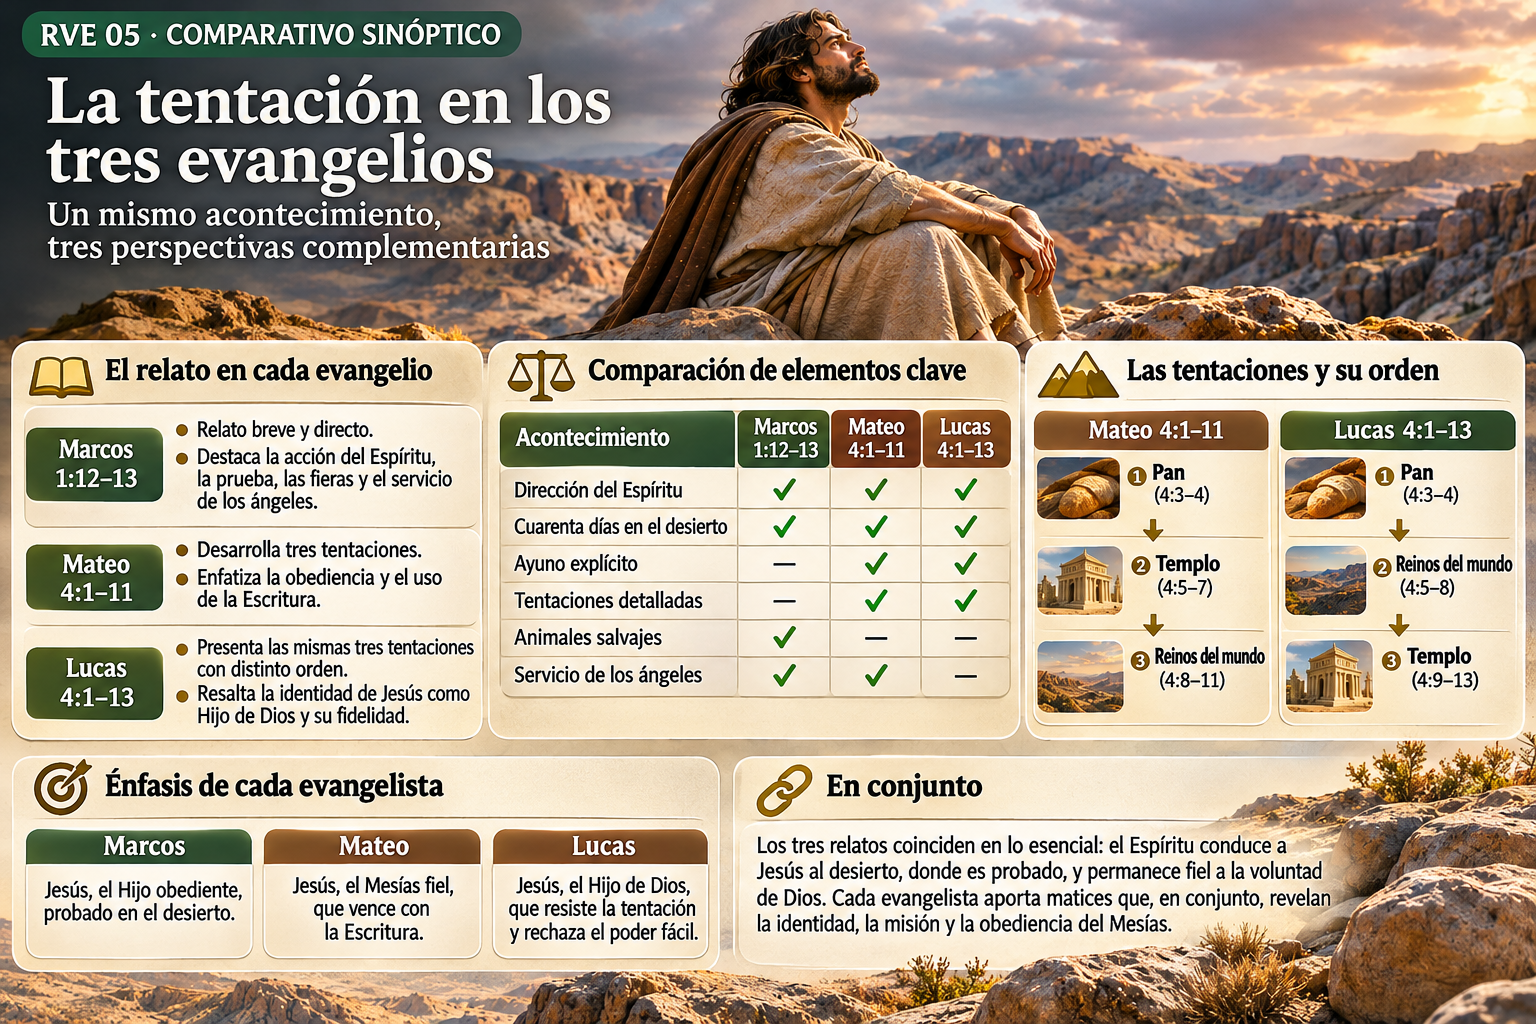 RVE 05 · COMPARATIVO SINÓPTICO
La tentación en los
tres evangelios
Un mismo acontecimiento,
tres perspectivas complementarias
El relato en cada evangelio
Marcos
1:12–13
Relato breve y directo.
Destaca la acción del Espíritu,
la prueba, las fieras y el servicio
de los ángeles.
Mateo
4:1–11
Desarrolla tres tentaciones.
Enfatiza la obediencia y el uso
de la Escritura.
Lucas
4:1–13
Presenta las mismas tres tentaciones
con distinto orden.
Resalta la identidad de Jesús como
Hijo de Dios y su fidelidad.
Comparación de elementos clave
Acontecimiento
Marcos
1:12–13
Mateo
4:1–11
Lucas
4:1–13
Dirección del Espíritu ✓ ✓ ✓
Cuarenta días en el desierto ✓ ✓ ✓
Ayuno explícito — ✓ ✓
Tentaciones detalladas — ✓ ✓
Animales salvajes ✓ — —
Servicio de los ángeles ✓ ✓ —
Las tentaciones y su orden
Mateo 4:1–11
1 Pan
(4:3–4)
2 Templo
(4:5–7)
3 Reinos del mundo
(4:8–11)
Lucas 4:1–13
1 Pan
(4:3–4)
2 Reinos del mundo
(4:5–8)
3 Templo
(4:9–13)
Énfasis de cada evangelista
Marcos
Jesús, el Hijo obediente,
probado en el desierto.
Mateo
Jesús, el Mesías fiel,
que vence con
la Escritura.
Lucas
Jesús, el Hijo de Dios,
que resiste la tentación
y rechaza el poder fácil.
En conjunto
Los tres relatos coinciden en lo esencial: el Espíritu conduce a
Jesús al desierto, donde es probado, y permanece fiel a la voluntad
de Dios. Cada evangelista aporta matices que, en conjunto, revelan
la identidad, la misión y la obediencia del Mesías.